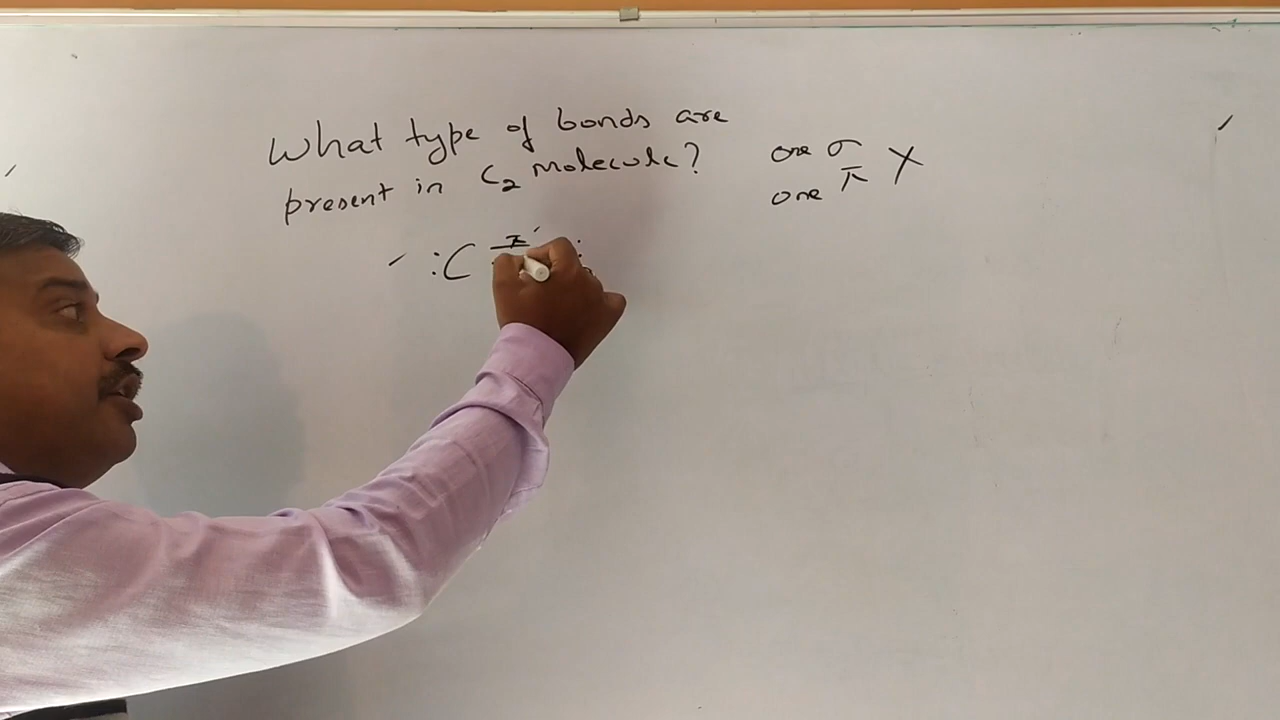 What type of bonds are
present in C₂ molecule?
one σ
one π X
:C π